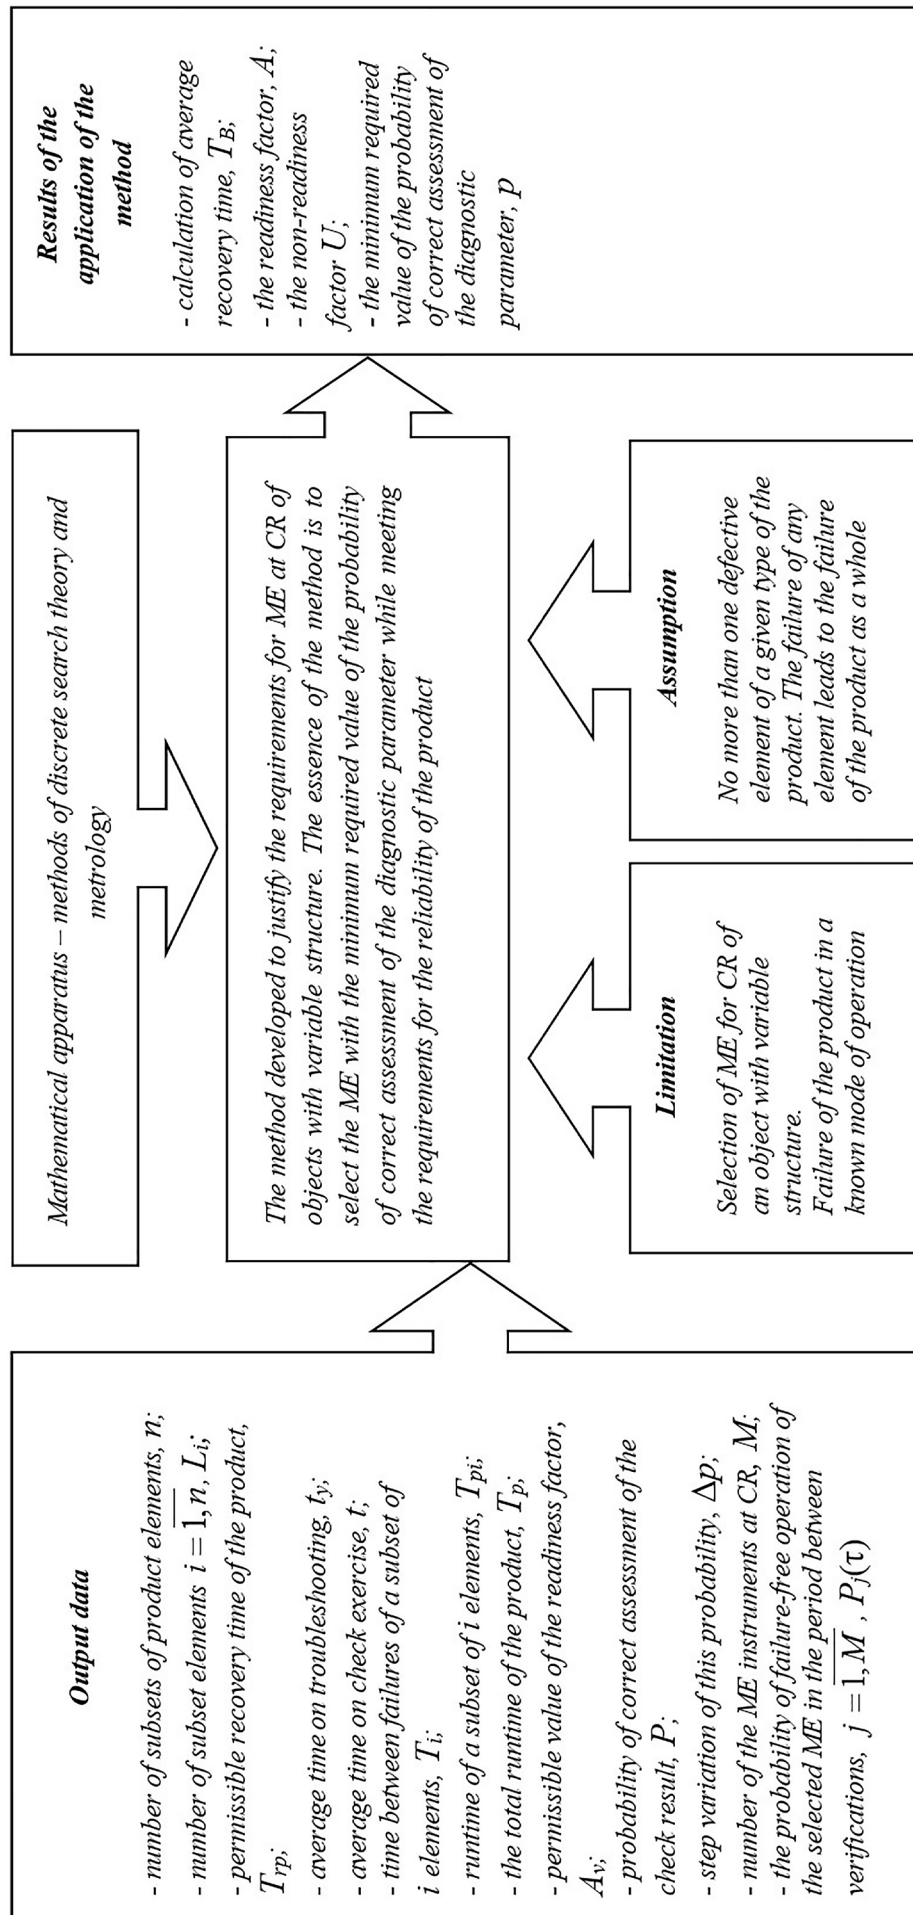 Output data
- number of subsets of product elements, n;
- number of subset elements i = 1,n, Lᵢ;
- permissible recovery time of the product,
T_rp;
- average time on troubleshooting, t_y;
- average time on check exercise, t;
- time between failures of a subset of
i elements, Tᵢ;
- runtime of a subset of i elements, T_pi;
- the total runtime of the product, T_p;
- permissible value of the readiness factor,
A_v;
- probability of correct assessment of the
check result, P;
- step variation of this probability, Δp;
- number of the ME instruments at CR, M;
- the probability of failure-free operation of
the selected ME in the period between
verifications, j = 1,M , P_j(τ)
Mathematical apparatus – methods of discrete search theory and
metrology
The method developed to justify the requirements for ME at CR of
objects with variable structure. The essence of the method is to
select the ME with the minimum required value of the probability
of correct assessment of the diagnostic parameter while meeting
the requirements for the reliability of the product
Limitation
Selection of ME for CR of
an object with variable
structure.
Failure of the product in a
known mode of operation
Assumption
No more than one defective
element of a given type of the
product. The failure of any
element leads to the failure
of the product as a whole
Results of the
application of the
method
- calculation of average
recovery time, T_B;
- the readiness factor, A;
- the non-readiness
factor U;
- the minimum required
value of the probability
of correct assessment of
the diagnostic
parameter, p